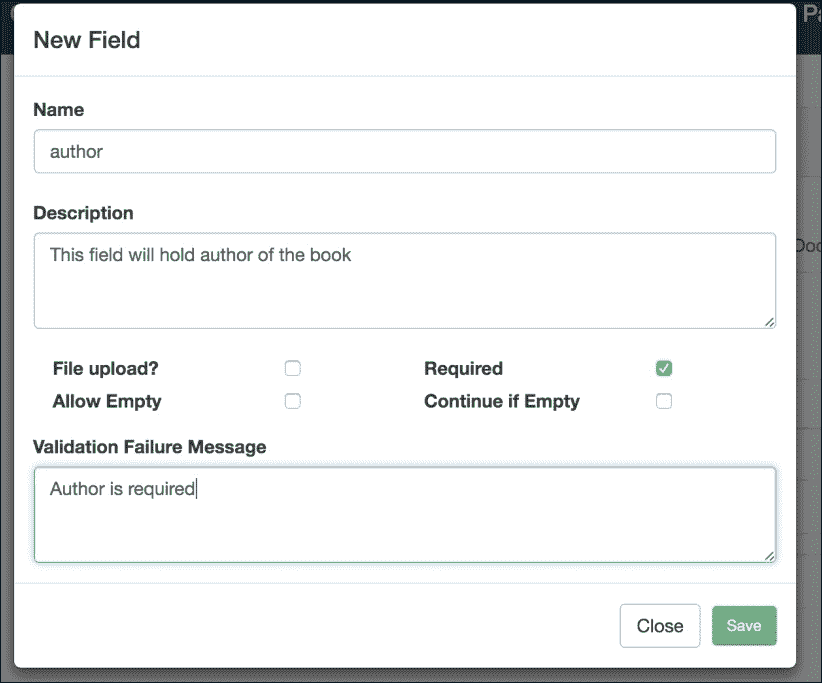 New Field
Name
author
Description
This field will hold author of the book
File upload? Required
Allow Empty Continue if Empty
Validation Failure Message
Author is required
Close Save